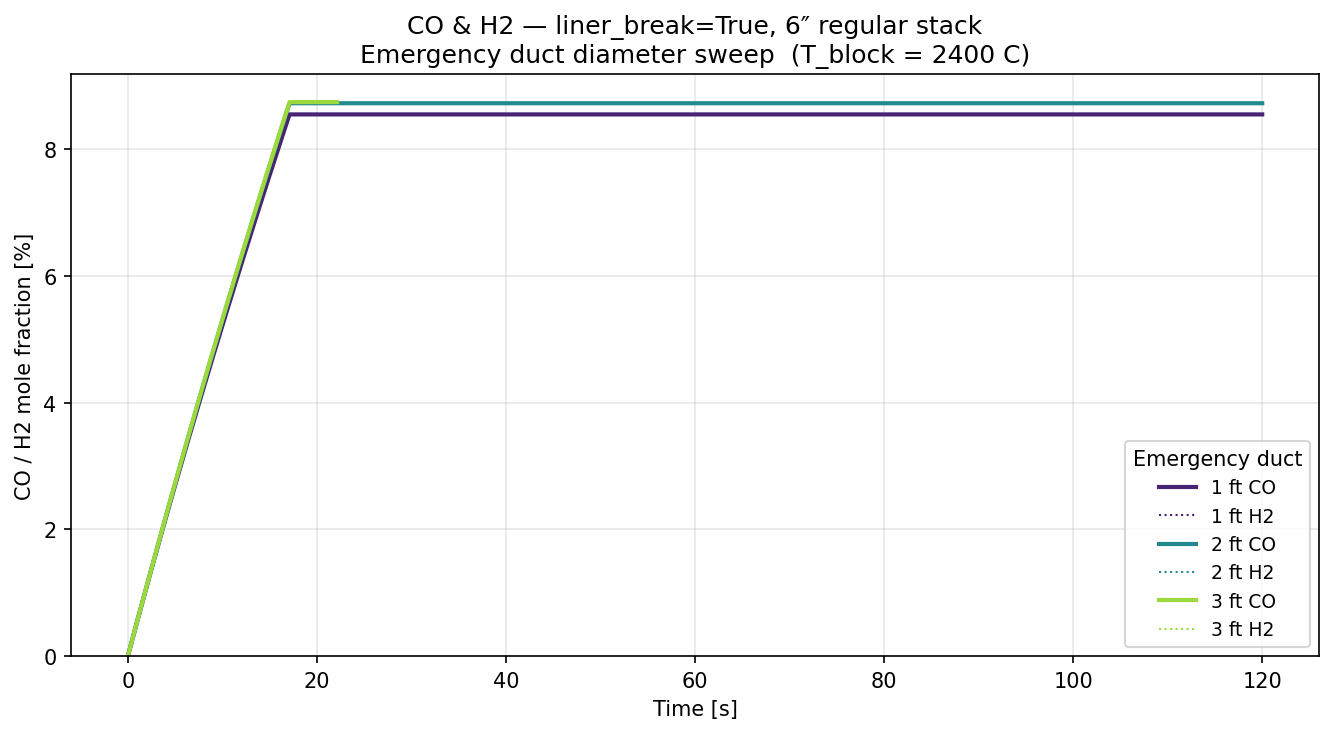 CO & H2 — liner_break=True, 6″ regular stack
Emergency duct diameter sweep (T_block = 2400 C)
CO / H2 mole fraction [%]
8
6
4
2
0
0 20 40 60 80 100 120
Time [s]
Emergency duct
1 ft CO
1 ft H2
2 ft CO
2 ft H2
3 ft CO
3 ft H2